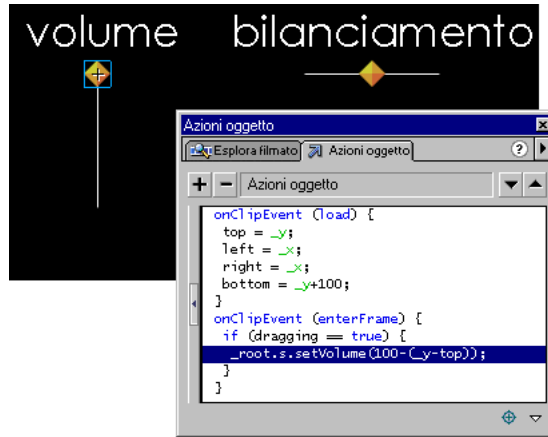 volume bilanciamento
Azioni oggetto
Esplora filmato Azioni oggetto ?
+ - Azioni oggetto
onClipEvent (load) {
top = _y;
left = _x;
right = _x;
bottom = _y+100;
}
onClipEvent (enterFrame) {
if (dragging == true) {
_root.s.setVolume(100-(_y-top));
}
}